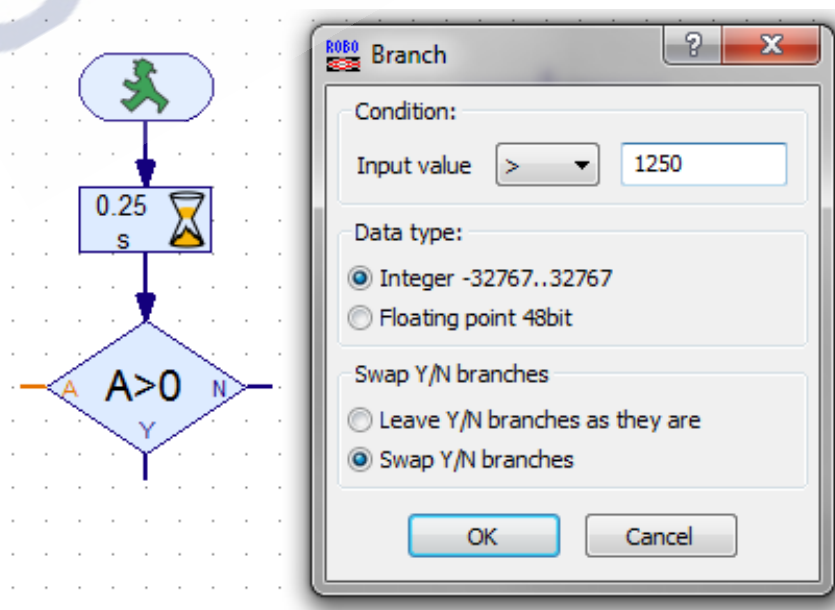 0.25
s
A
A>0
N
Y
ROBO
Branch
?
X
Condition:
Input value
>
1250
Data type:
Integer -32767..32767
Floating point 48bit
Swap Y/N branches
Leave Y/N branches as they are
Swap Y/N branches
OK
Cancel